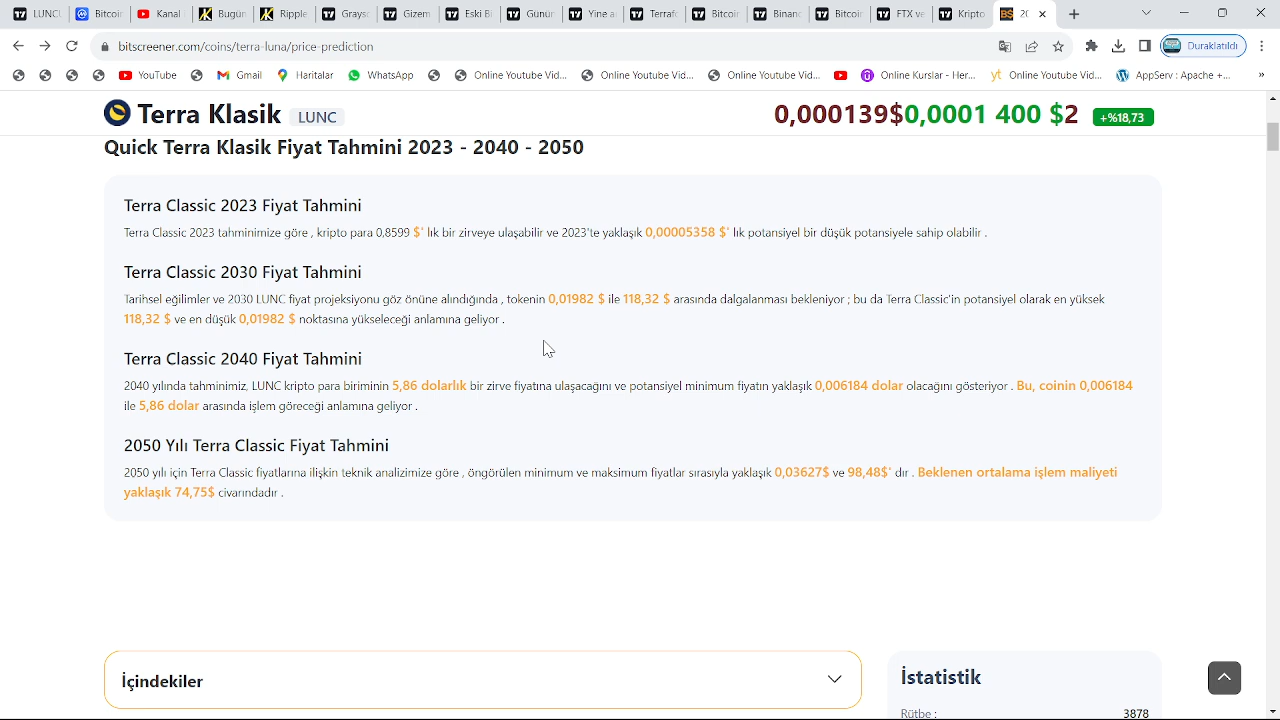 LUNC
Bitcoi
Kanal
Bugün
Ripp
Graysc
Gizem
Eski Bi
Günün
Yine a
Terrafo
Bitcoi
Binanc
Bitcoin
FTX ve
Kripto
bitscreener.com/coins/terra-luna/price-prediction
Duraklatıldı
YouTube
Gmail
Haritalar
WhatsApp
Online Youtube Vid...
Online Youtube Vid...
Online Youtube Vid...
Online Kurslar - Her...
Online Youtube Vid...
AppServ : Apache +...
»
Terra Klasik LUNC
0,000139$0,0001 400 $2 +%18,73
Quick Terra Klasik Fiyat Tahmini 2023 - 2040 - 2050
Terra Classic 2023 Fiyat Tahmini
Terra Classic 2023 tahminimize göre , kripto para 0,8599 $' lık bir zirveye ulaşabilir ve 2023'te yaklaşık 0,00005358 $' lık potansiyel bir düşük potansiyele sahip olabilir .
Terra Classic 2030 Fiyat Tahmini
Tarihsel eğilimler ve 2030 LUNC fiyat projeksiyonu göz önüne alındığında , tokenin 0,01982 $ ile 118,32 $ arasında dalgalanması bekleniyor ; bu da Terra Classic'in potansiyel olarak en yüksek
118,32 $ ve en düşük 0,01982 $ noktasına yükseleceği anlamına geliyor .
Terra Classic 2040 Fiyat Tahmini
2040 yılında tahminimiz, LUNC kripto para biriminin 5,86 dolarlık bir zirve fiyatına ulaşacağını ve potansiyel minimum fiyatın yaklaşık 0,006184 dolar olacağını gösteriyor . Bu, coinin 0,006184
ile 5,86 dolar arasında işlem göreceği anlamına geliyor .
2050 Yılı Terra Classic Fiyat Tahmini
2050 yılı için Terra Classic fiyatlarına ilişkin teknik analizimize göre , öngörülen minimum ve maksimum fiyatlar sırasıyla yaklaşık 0,03627$ ve 98,48$' dır . Beklenen ortalama işlem maliyeti
yaklaşık 74,75$ civarındadır .
İçindekiler
İstatistik
Rütbe : 3878